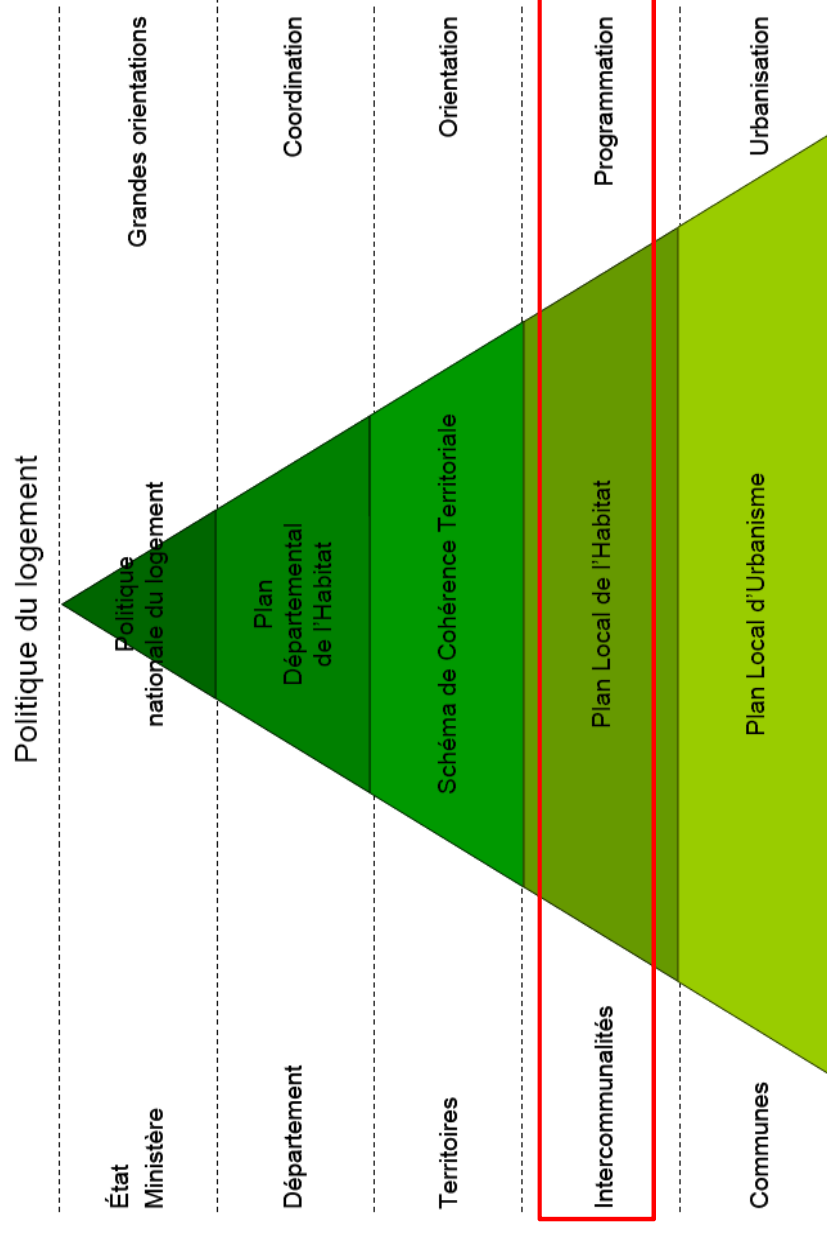 Politique du logement
État
Ministère
Politique
nationale du logement
Grandes orientations
Département
Plan
Départemental
de l'Habitat
Coordination
Territoires
Schéma de Cohérence Territoriale
Orientation
Intercommunalités
Plan Local de l'Habitat
Programmation
Communes
Plan Local d'Urbanisme
Urbanisation